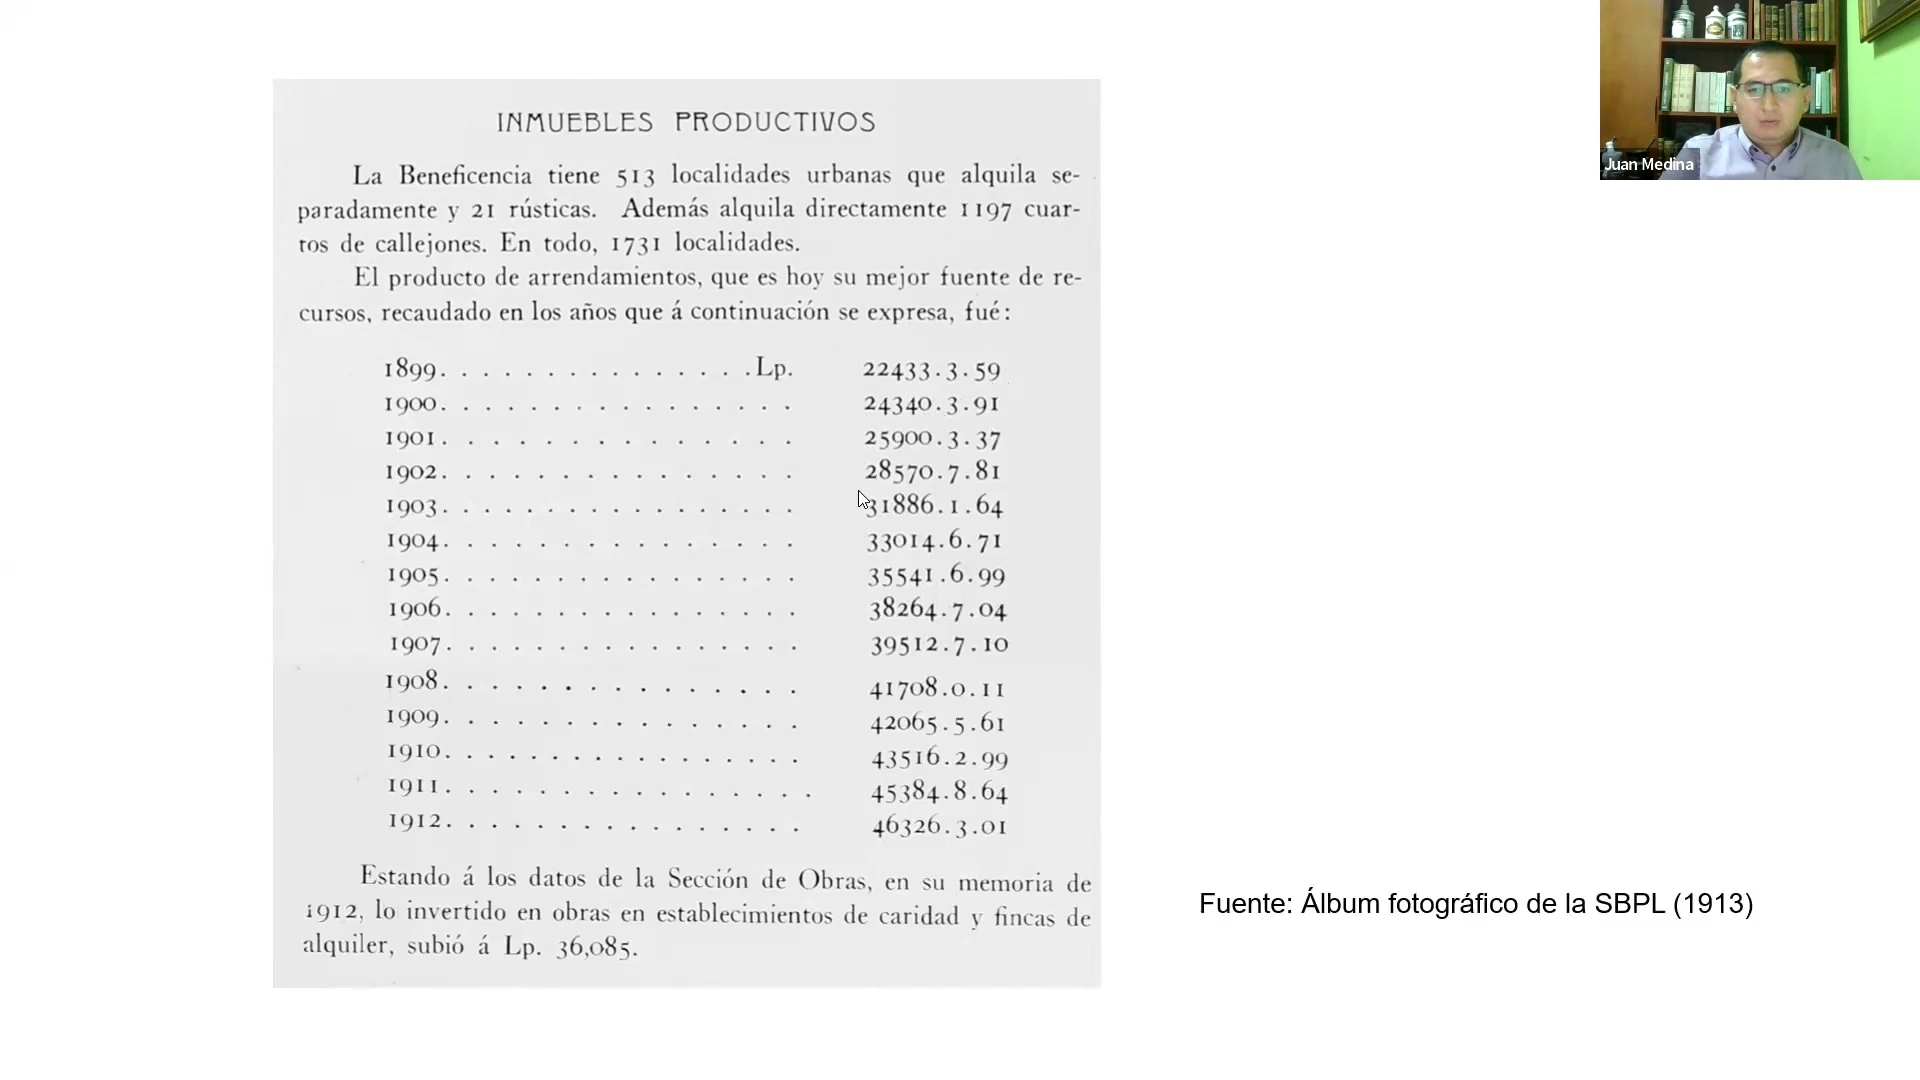 INMUEBLES PRODUCTIVOS
La Beneficencia tiene 513 localidades urbanas que alquila se-
paradamente y 21 rústicas. Además alquila directamente 1197 cuar-
tos de callejones. En todo, 1731 localidades.
El producto de arrendamientos, que es hoy su mejor fuente de re-
cursos, recaudado en los años que á continuación se expresa, fué:
1899. . . . . . . . . . . . . . Lp. 22433.3.59
1900. . . . . . . . . . . . . . . 24340.3.91
1901. . . . . . . . . . . . . . . 25900.3.37
1902. . . . . . . . . . . . . . . 28570.7.81
1903. . . . . . . . . . . . . . . 31886.1.64
1904. . . . . . . . . . . . . . . 33014.6.71
1905. . . . . . . . . . . . . . . 35541.6.99
1906. . . . . . . . . . . . . . . 38264.7.04
1907. . . . . . . . . . . . . . . 39512.7.10
1908. . . . . . . . . . . . . . . 41708.0.11
1909. . . . . . . . . . . . . . . 42065.5.61
1910. . . . . . . . . . . . . . . 43516.2.99
1911. . . . . . . . . . . . . . . 45384.8.64
1912. . . . . . . . . . . . . . . 46326.3.01
Estando á los datos de la Sección de Obras, en su memoria de
1912, lo invertido en obras en establecimientos de caridad y fincas de
alquiler, subió á Lp. 36,085.
Fuente: Álbum fotográfico de la SBPL (1913)
Juan Medina